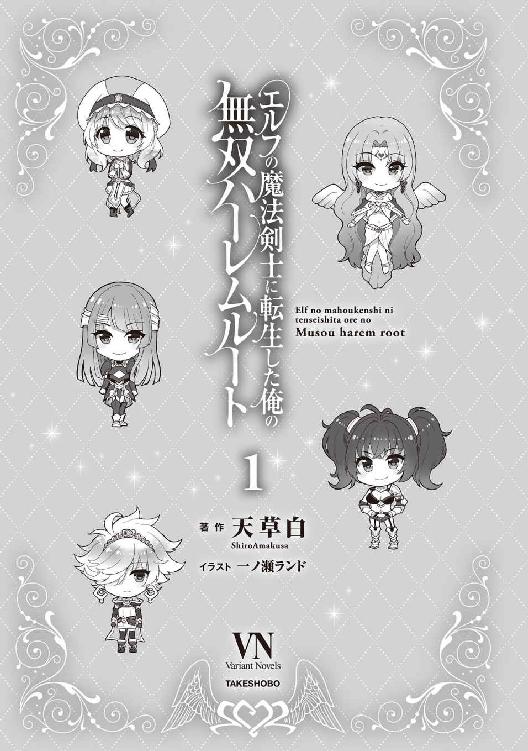 エルフの魔法剣士に転生した俺の
無双ハーレムルート
Elf no mahoukenshi ni
tenseishita ore no
Musou harem root
1
著作 天草白
ShiroAmakusa
イラスト 一ノ瀬ランド
VN
Variant Novels
TAKESHOBO